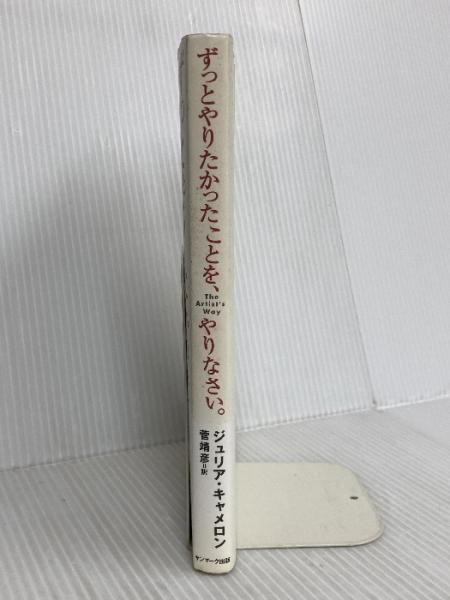 ずっとやりたかったことを、
The
Artist's
Way
やりなさい。
ジュリア・キャメロン
菅靖彦=訳
サンマーク出版